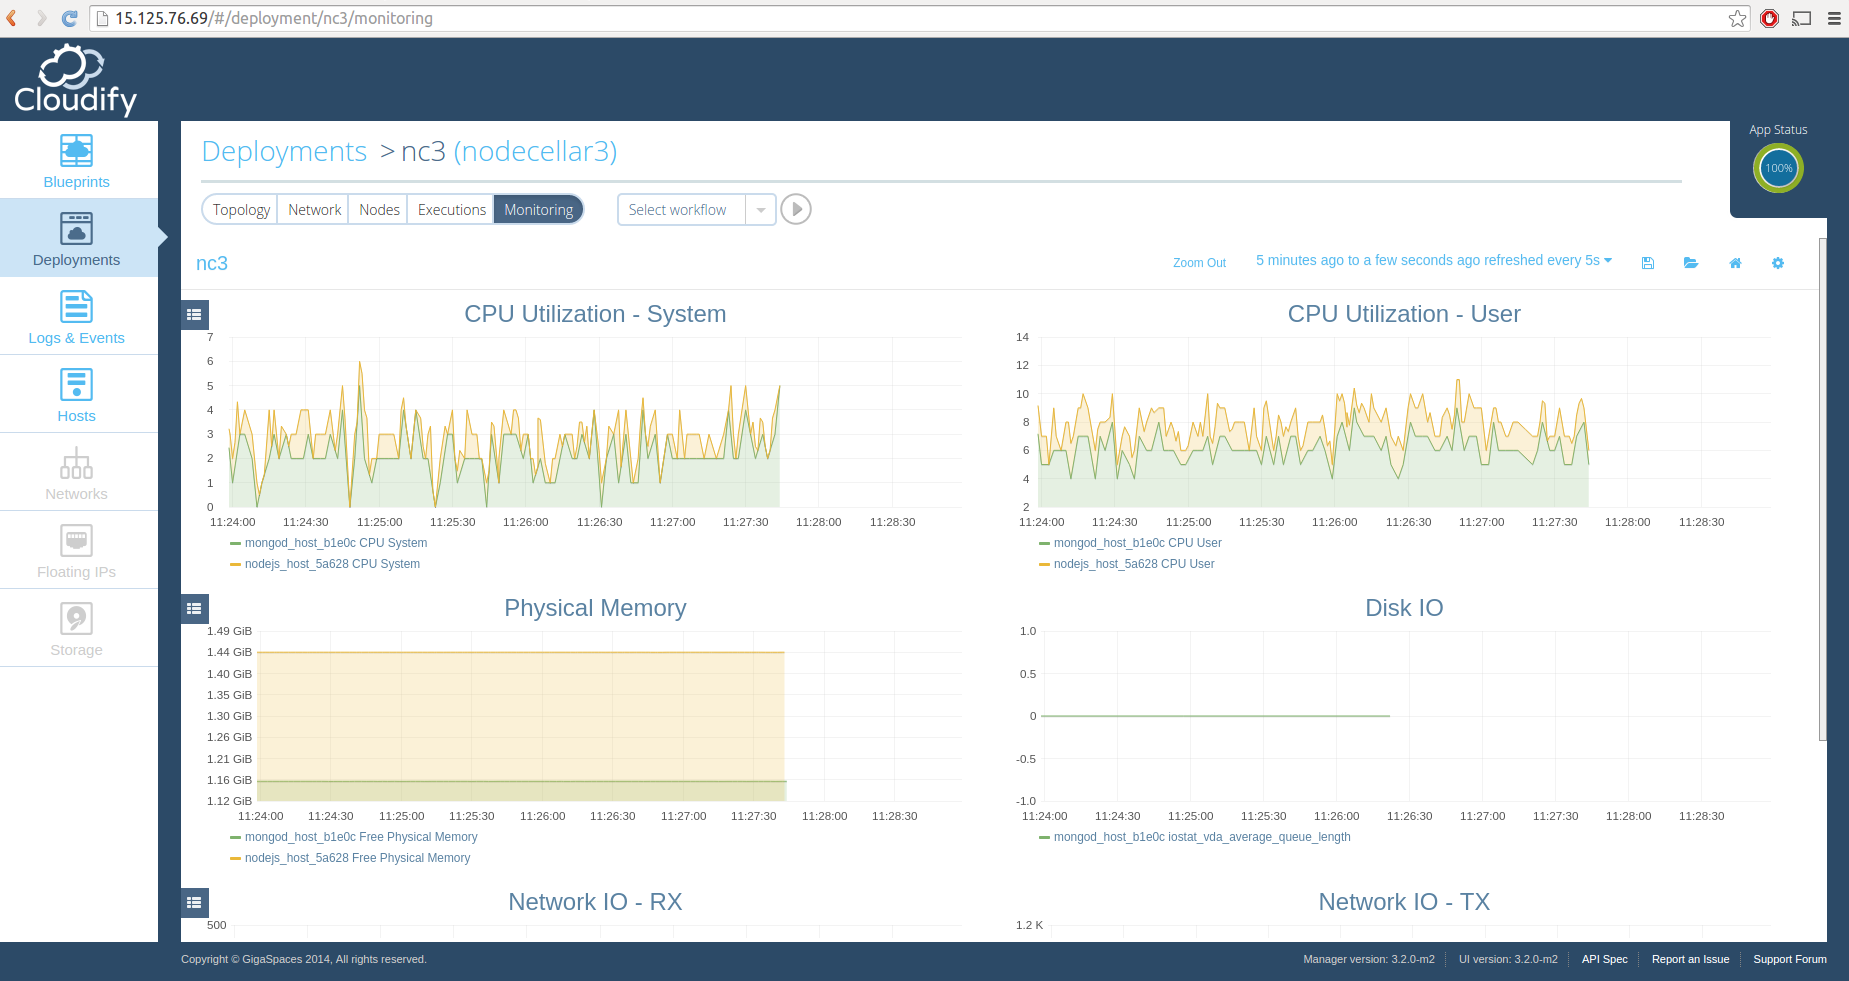 15.125.76.69/#/deployment/nc3/monitoring
Cloudify
Blueprints
Deployments
Logs & Events
Hosts
Networks
Floating IPs
Storage
Deployments > nc3 (nodecellar3)
App Status
100%
Topology Network Nodes Executions Monitoring Select workflow
nc3
Zoom Out 5 minutes ago to a few seconds ago refreshed every 5s
CPU Utilization - System
7
6
5
4
3
2
1
0
11:24:00 11:24:30 11:25:00 11:25:30 11:26:00 11:26:30 11:27:00 11:27:30 11:28:00 11:28:30
mongod_host_b1e0c CPU System
nodejs_host_5a628 CPU System
CPU Utilization - User
14
12
10
8
6
4
2
11:24:00 11:24:30 11:25:00 11:25:30 11:26:00 11:26:30 11:27:00 11:27:30 11:28:00 11:28:30
mongod_host_b1e0c CPU User
nodejs_host_5a628 CPU User
Physical Memory
1.49 GiB
1.44 GiB
1.40 GiB
1.35 GiB
1.30 GiB
1.26 GiB
1.21 GiB
1.16 GiB
1.12 GiB
11:24:00 11:24:30 11:25:00 11:25:30 11:26:00 11:26:30 11:27:00 11:27:30 11:28:00 11:28:30
mongod_host_b1e0c Free Physical Memory
nodejs_host_5a628 Free Physical Memory
Disk IO
1.0
0.5
0
-0.5
-1.0
11:24:00 11:24:30 11:25:00 11:25:30 11:26:00 11:26:30 11:27:00 11:27:30 11:28:00 11:28:30
mongod_host_b1e0c iostat_vda_average_queue_length
Network IO - RX
500
Network IO - TX
1.2 K
Copyright © GigaSpaces 2014, All rights reserved.
Manager version: 3.2.0-m2 UI version: 3.2.0-m2 API Spec Report an Issue Support Forum